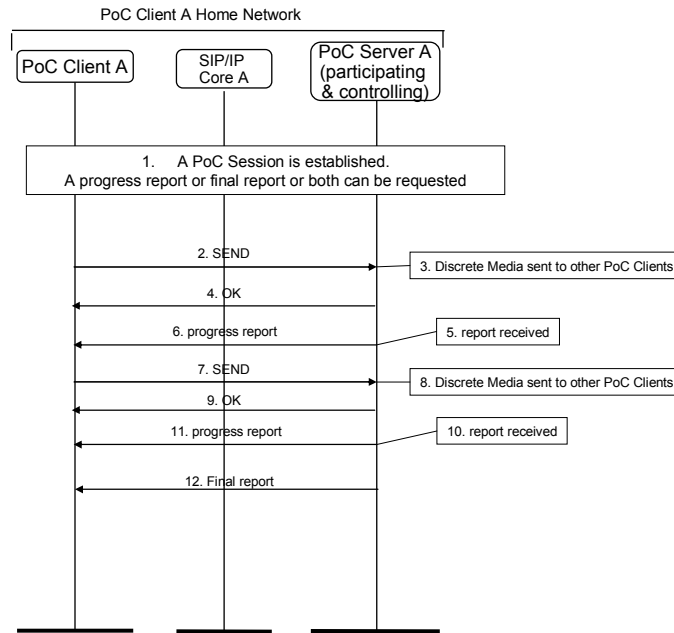 PoC Client A Home Network
PoC Client A
SIP/IP
Core A
PoC Server A
(participating
& controlling)
1. A PoC Session is established.
A progress report or final report or both can be requested
2. SEND
3. Discrete Media sent to other PoC Clients
4. OK
6. progress report
5. report received
7. SEND
8. Discrete Media sent to other PoC Clients
9. OK
11. progress report
10. report received
12. Final report